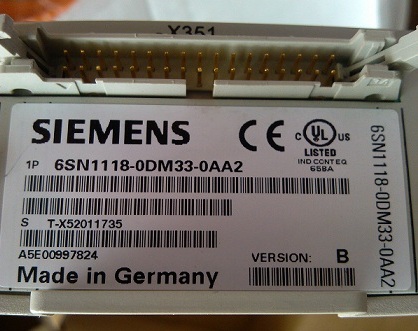 X351
SIEMENS
CE
C UL US
LISTED
IND CONT EQ
658A
1P 6SN1118-0DM33-0AA2
S T-X52011735
A5E00997824
VERSION: B
Made in Germany
6SN1118-0DM33-0AA2